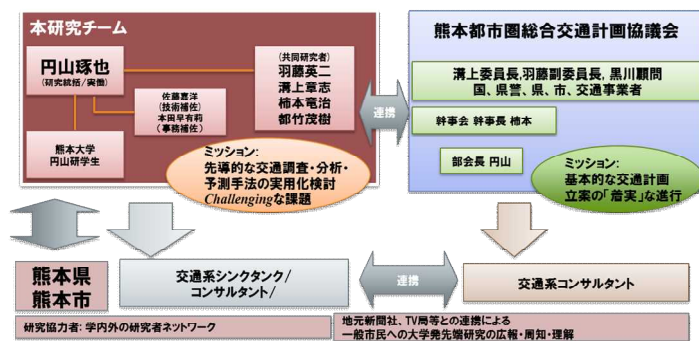 本研究チーム
円山琢也
(研究統括/実働)
佐藤嘉洋
(技術補佐)
本田早有莉
(事務補佐)
(共同研究者)
羽藤英二
溝上章志
柿本竜治
都竹茂樹
熊本大学
円山研学生
ミッション:
先導的な交通調査・分析・
予測手法の実用化検討
Challengingな課題
連携
熊本都市圏総合交通計画協議会
溝上委員長,羽藤副委員長, 黒川顧問
国、県警、県、市、交通事業者
幹事会 幹事長 柿本
部会長 円山
ミッション:
基本的な交通計画
立案の「着実」な進行
熊本県
熊本市
交通系シンクタンク/
コンサルタント/
連携
交通系コンサルタント
研究協力者: 学内外の研究者ネットワーク
地元新聞社、TV局等との連携による
一般市民への大学発先端研究の広報・周知・理解